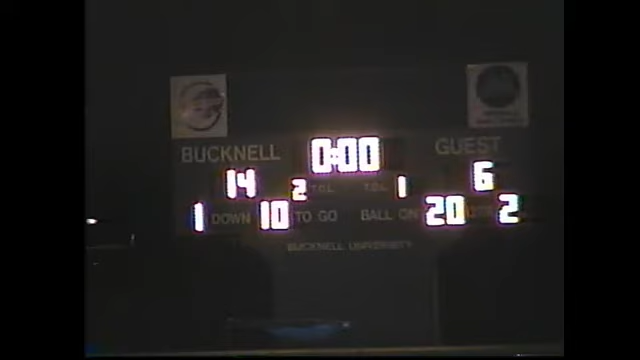 BUCKNELL 0:00 GUEST
14 2 T.O.L. T.O.L. 1 6
1 DOWN 10 TO GO BALL ON 20 2
BUCKNELL UNIVERSITY